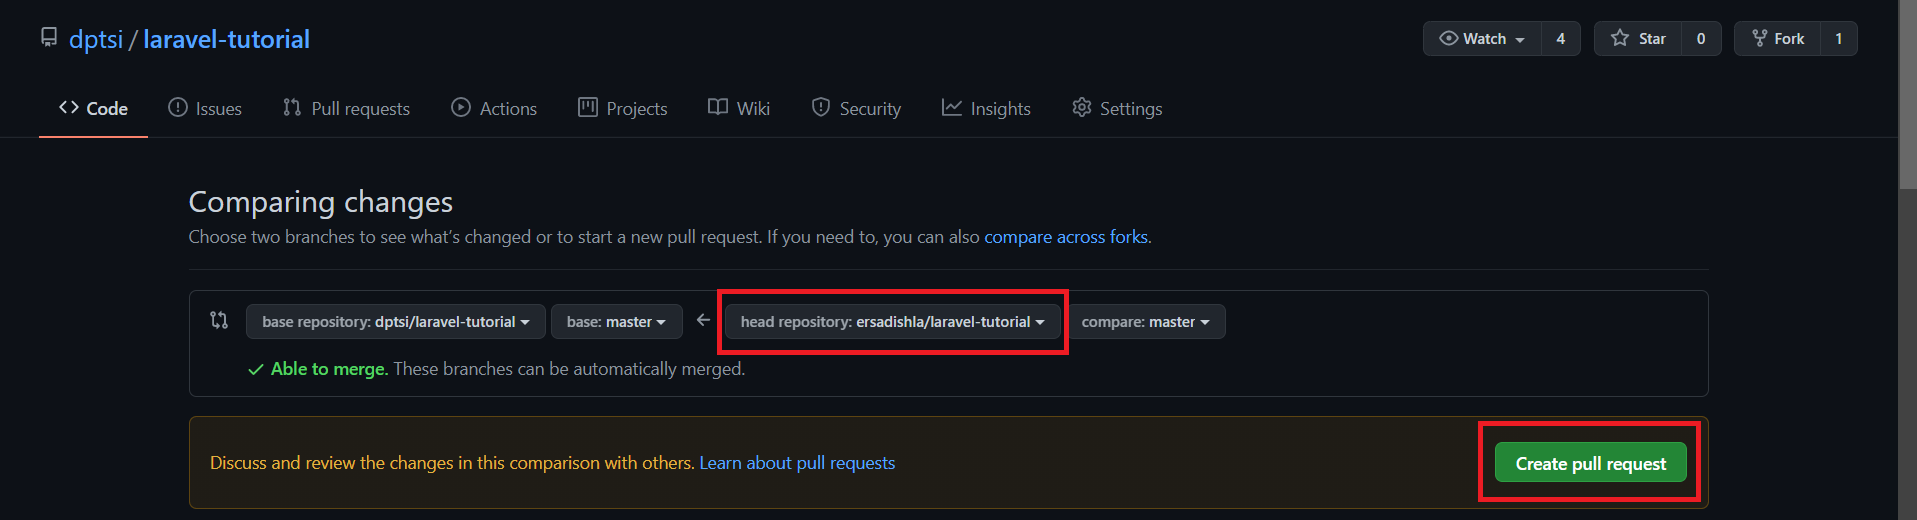 dptsi / laravel-tutorial
Watch 4 Star 0 Fork 1
Code Issues Pull requests Actions Projects Wiki Security Insights Settings
Comparing changes
Choose two branches to see what's changed or to start a new pull request. If you need to, you can also compare across forks.
base repository: dptsi/laravel-tutorial base: master ← head repository: ersadishla/laravel-tutorial compare: master
Able to merge. These branches can be automatically merged.
Discuss and review the changes in this comparison with others. Learn about pull requests Create pull request